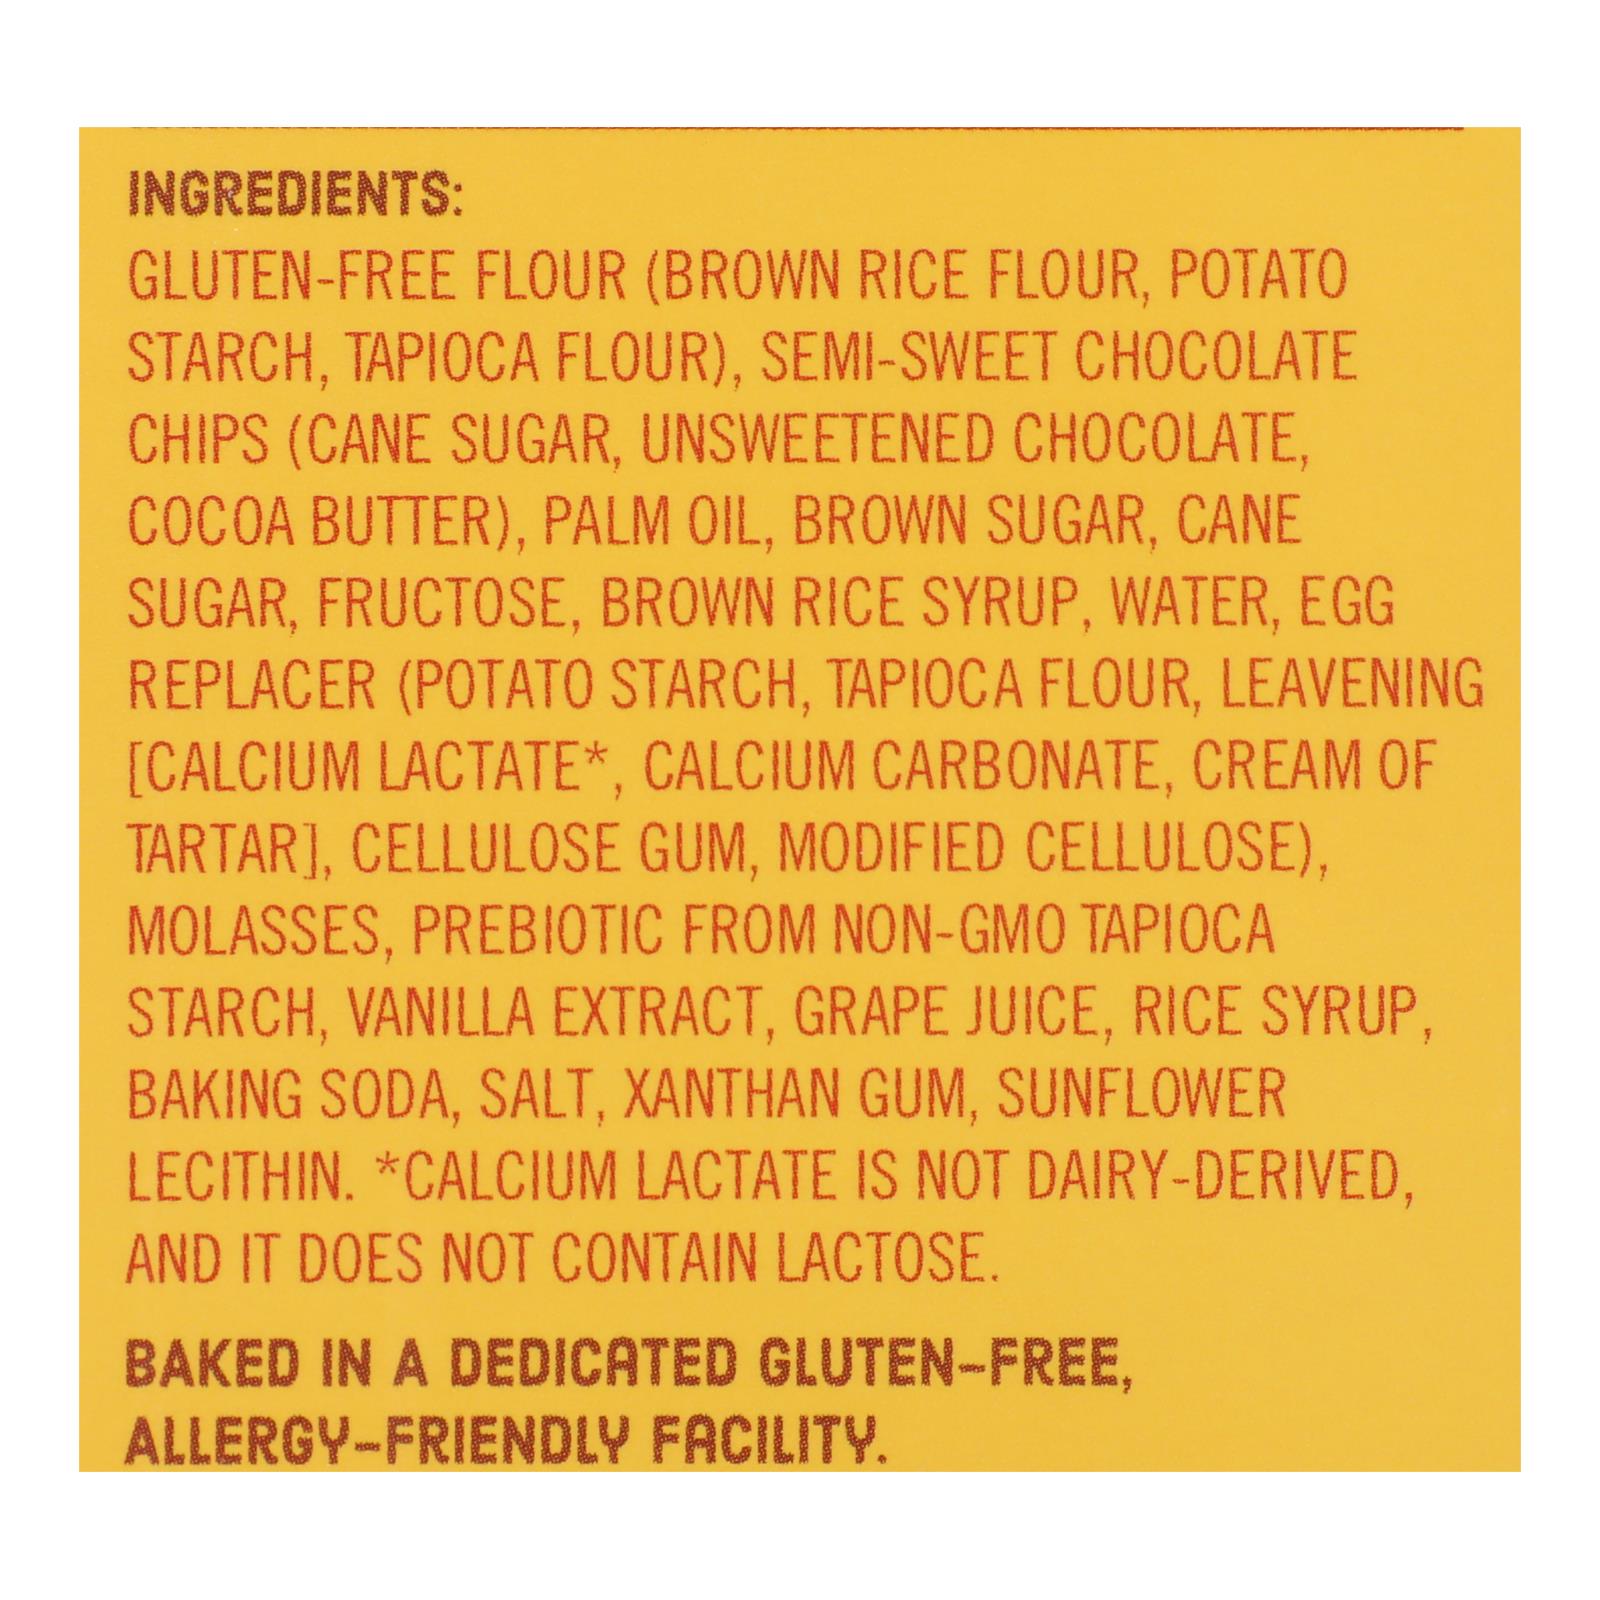 INGREDIENTS:
GLUTEN-FREE FLOUR (BROWN RICE FLOUR, POTATO
STARCH, TAPIOCA FLOUR), SEMI-SWEET CHOCOLATE
CHIPS (CANE SUGAR, UNSWEETENED CHOCOLATE,
COCOA BUTTER), PALM OIL, BROWN SUGAR, CANE
SUGAR, FRUCTOSE, BROWN RICE SYRUP, WATER, EGG
REPLACER (POTATO STARCH, TAPIOCA FLOUR, LEAVENING
[CALCIUM LACTATE*, CALCIUM CARBONATE, CREAM OF
TARTAR], CELLULOSE GUM, MODIFIED CELLULOSE),
MOLASSES, PREBIOTIC FROM NON-GMO TAPIOCA
STARCH, VANILLA EXTRACT, GRAPE JUICE, RICE SYRUP,
BAKING SODA, SALT, XANTHAN GUM, SUNFLOWER
LECITHIN. *CALCIUM LACTATE IS NOT DAIRY-DERIVED,
AND IT DOES NOT CONTAIN LACTOSE.
BAKED IN A DEDICATED GLUTEN-FREE,
ALLERGY-FRIENDLY FACILITY.